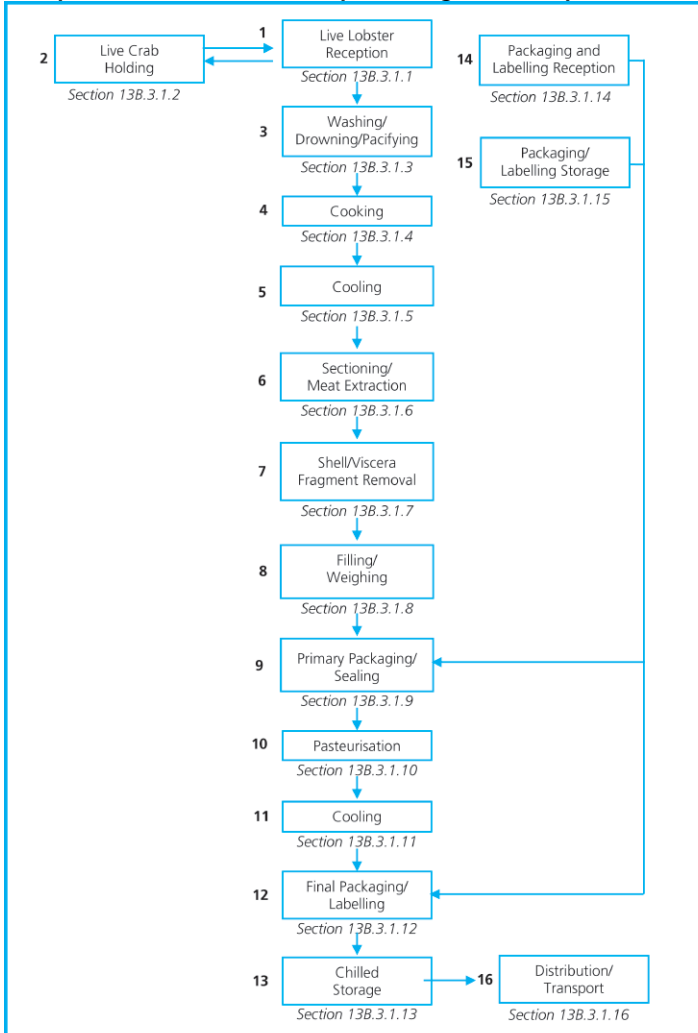 1
Live Lobster
Reception
Section 13B.3.1.1
2
Live Crab
Holding
Section 13B.3.1.2
14
Packaging and
Labelling Reception
Section 13B.3.1.14
3
Washing/
Drowning/Pacifying
Section 13B.3.1.3
15
Packaging/
Labelling Storage
Section 13B.3.1.15
4
Cooking
Section 13B.3.1.4
5
Cooling
Section 13B.3.1.5
6
Sectioning/
Meat Extraction
Section 13B.3.1.6
7
Shell/Viscera
Fragment Removal
Section 13B.3.1.7
8
Filling/
Weighing
Section 13B.3.1.8
9
Primary Packaging/
Sealing
Section 13B.3.1.9
10
Pasteurisation
Section 13B.3.1.10
11
Cooling
Section 13B.3.1.11
12
Final Packaging/
Labelling
Section 13B.3.1.12
13
Chilled
Storage
Section 13B.3.1.13
16
Distribution/
Transport
Section 13B.3.1.16